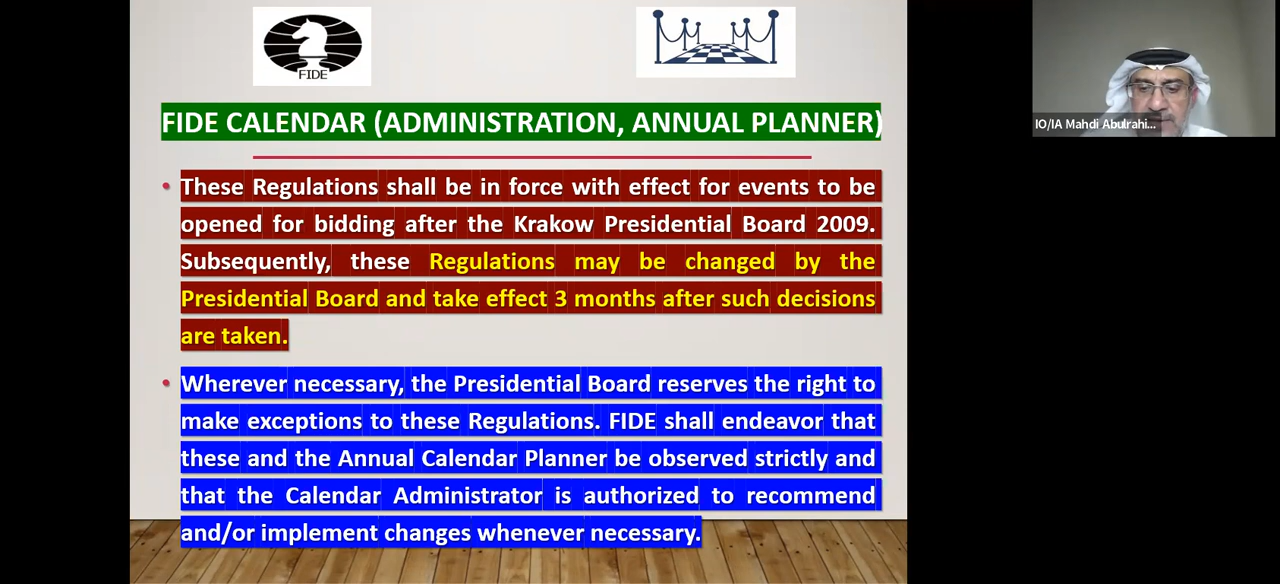 FIDE
FIDE CALENDAR (ADMINISTRATION, ANNUAL PLANNER)
• These Regulations shall be in force with effect for events to be
opened for bidding after the Krakow Presidential Board 2009.
Subsequently, these Regulations may be changed by the
Presidential Board and take effect 3 months after such decisions
are taken.
• Wherever necessary, the Presidential Board reserves the right to
make exceptions to these Regulations. FIDE shall endeavor that
these and the Annual Calendar Planner be observed strictly and
that the Calendar Administrator is authorized to recommend
and/or implement changes whenever necessary.
IO/IA Mahdi Abulrahi...